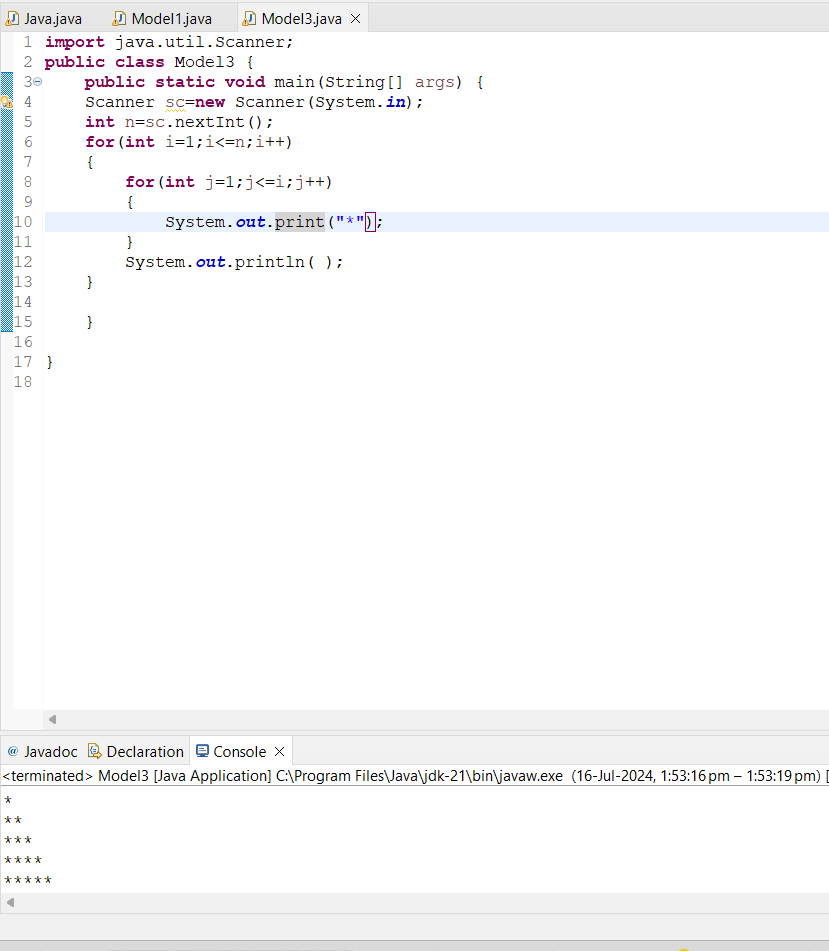 Java.java Model1.java Model3.java
1 import java.util.Scanner;
2 public class Model3 {
3 public static void main(String[] args) {
4 Scanner sc=new Scanner(System.in);
5 int n=sc.nextInt();
6 for(int i=1;i<=n;i++)
7 {
8 for(int j=1;j<=i;j++)
9 {
10 System.out.print("*");
11 }
12 System.out.println( );
13 }
14
15 }
16
17 }
18
@ Javadoc Declaration Console
<terminated> Model3 [Java Application] C:\Program Files\Java\jdk-21\bin\javaw.exe (16-Jul-2024, 1:53:16 pm – 1:53:19 pm) [
*
**
***
****
*****